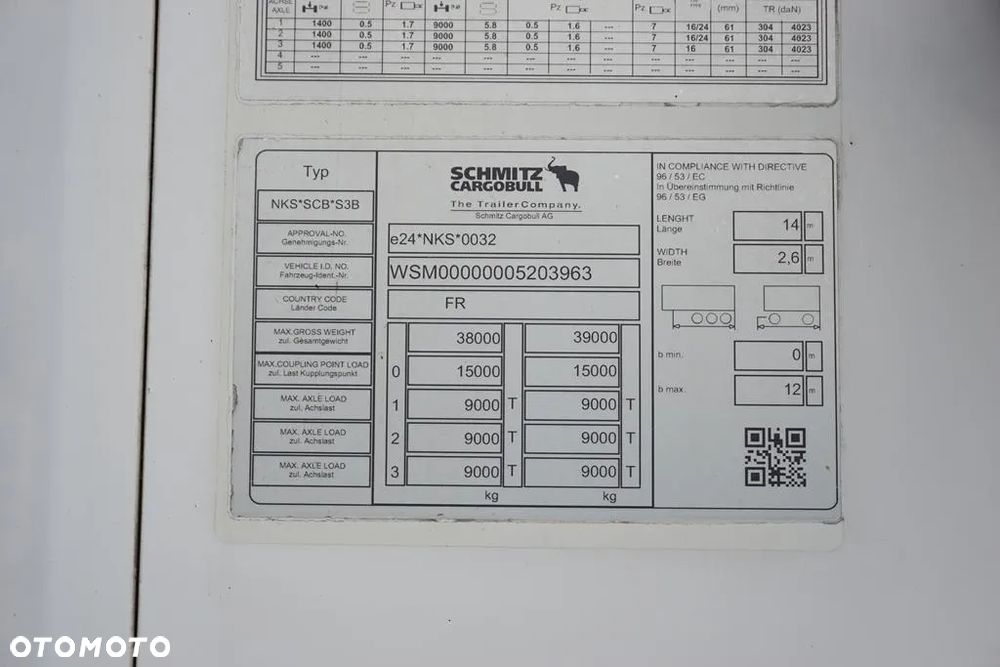 ACHSE
AXLE
Pz
Pz
Pz
(mm)
TR (daN)
1 1400 0.5 1.7 9000 5.8 0.5 1.6 --- 7 16/24 61 304 4023
2 1400 0.5 1.7 9000 5.8 0.5 1.6 --- 7 16/24 61 304 4023
3 1400 0.5 1.7 9000 5.8 0.5 1.6 --- 7 16 61 304 4023
4 --- --- --- --- --- --- --- --- --- --- --- --- ---
5 --- --- --- --- --- --- --- --- --- --- --- --- ---
Typ
NKS*SCB*S3B
SCHMITZ
CARGOBULL
The TrailerCompany.
Schmitz Cargobull AG
APPROVAL-NO.
Genehmigungs-Nr.
e24*NKS*0032
VEHICLE I.D. NO.
Fahrzeug-Ident.-Nr.
WSM00000005203963
COUNTRY CODE
Länder Code
FR
MAX.GROSS WEIGHT
zul. Gesamtgewicht
38000 39000
MAX.COUPLING POINT LOAD
zul. Last Kupplungspunkt
0 15000 15000
MAX. AXLE LOAD
zul. Achslast
1 9000 T 9000 T
MAX. AXLE LOAD
zul. Achslast
2 9000 T 9000 T
MAX. AXLE LOAD
zul. Achslast
3 9000 T 9000 T
kg kg
IN COMPLIANCE WITH DIRECTIVE
96 / 53 / EC
In Übereinstimmung mit Richtlinie
96 / 53 / EG
LENGHT
Länge
14 m
WIDTH
Breite
2,6 m
b min. 0 m
b max. 12 m
OTOMOTO